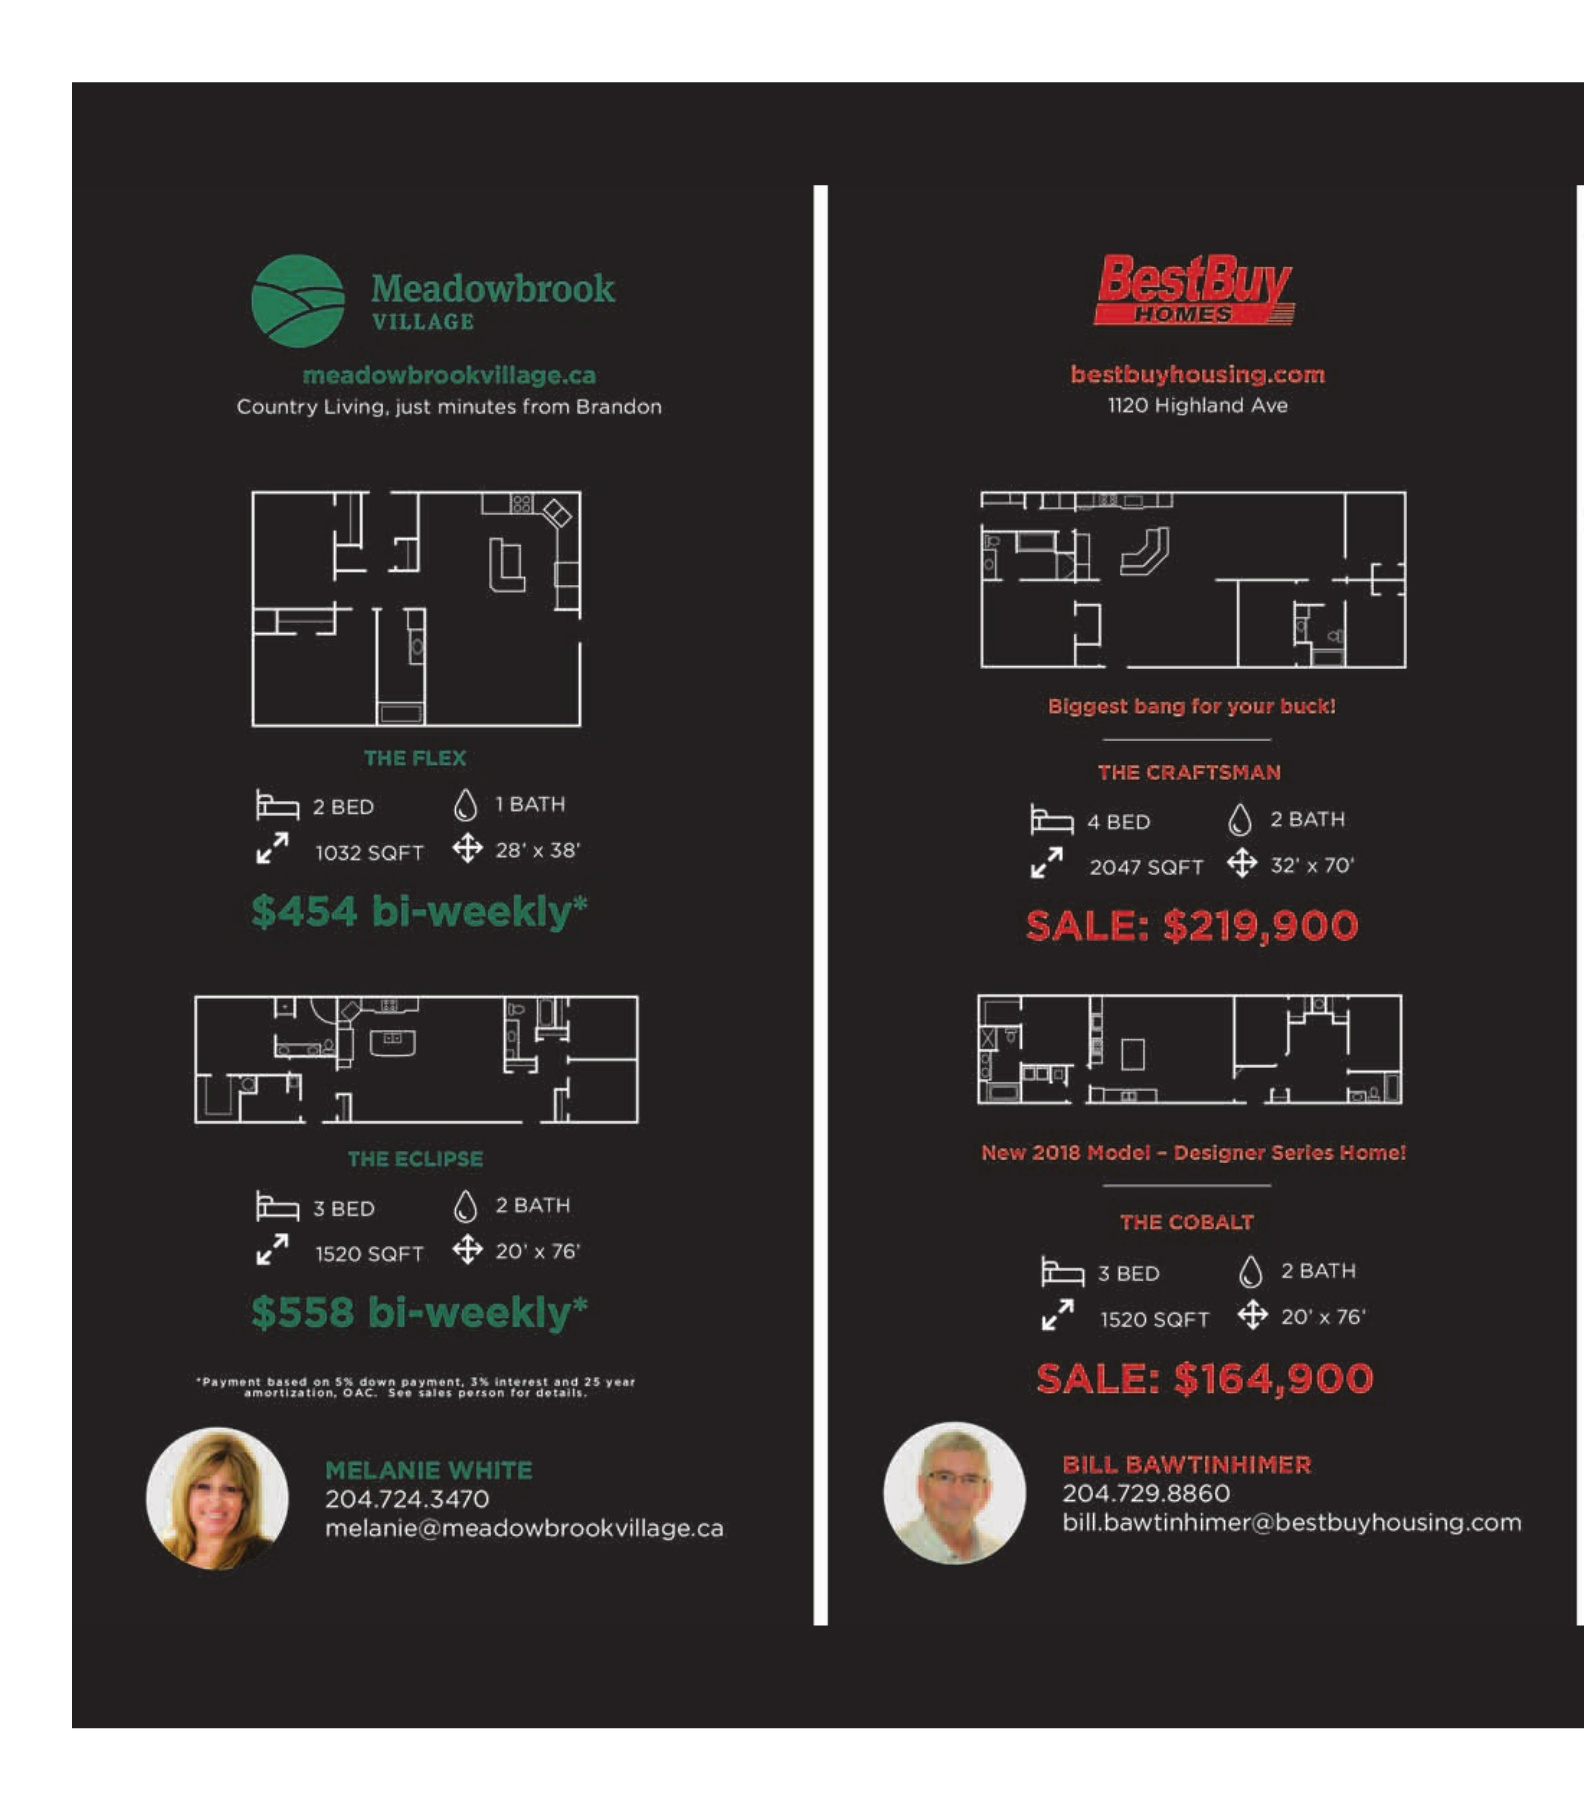 Meadowbrook
VILLAGE
meadowbrookvillage.ca
Country Living, just minutes from Brandon
THE FLEX
2 BED
1 BATH
1032 SQFT
28' x 38'
$454 bi-weekly*
THE ECLIPSE
3 BED
2 BATH
1520 SQFT
20' x 76'
$558 bi-weekly*
*Payment based on 5% down payment, 3% interest and 25 year
amortization, OAC. See sales person for details.
MELANIE WHITE
204.724.3470
melanie@meadowbrookvillage.ca
BestBuy
HOMES
bestbuyhousing.com
1120 Highland Ave
Biggest bang for your buck!
THE CRAFTSMAN
4 BED
2 BATH
2047 SQFT
32' x 70'
SALE: $219,900
New 2018 Model – Designer Series Home!
THE COBALT
3 BED
2 BATH
1520 SQFT
20' x 76'
SALE: $164,900
BILL BAWTINHIMER
204.729.8860
bill.bawtinhimer@bestbuyhousing.com